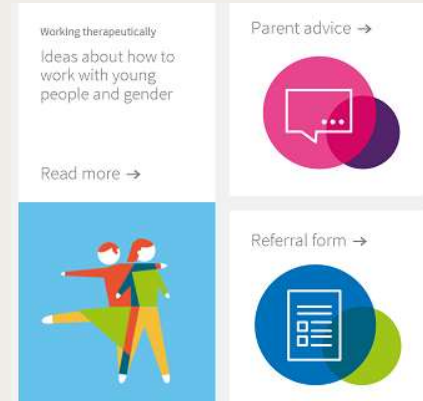 Working therapeutically
Ideas about how to
work with young
people and gender
Read more →
Parent advice →
Referral form →